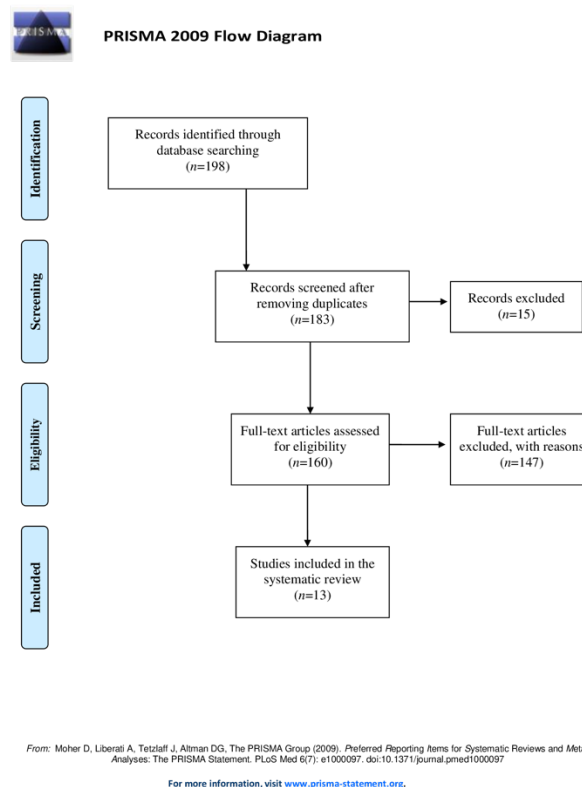 PRISMA
PRISMA 2009 Flow Diagram
Identification
Records identified through
database searching
(n=198)
Screening
Records screened after
removing duplicates
(n=183)
Records excluded
(n=15)
Eligibility
Full-text articles assessed
for eligibility
(n=160)
Full-text articles
excluded, with reasons
(n=147)
Included
Studies included in the
systematic review
(n=13)
From: Moher D, Liberati A, Tetzlaff J, Altman DG, The PRISMA Group (2009). Preferred Reporting Items for Systematic Reviews and Meta
Analyses: The PRISMA Statement. PLoS Med 6(7): e1000097. doi:10.1371/journal.pmed1000097
For more information, visit www.prisma-statement.org.